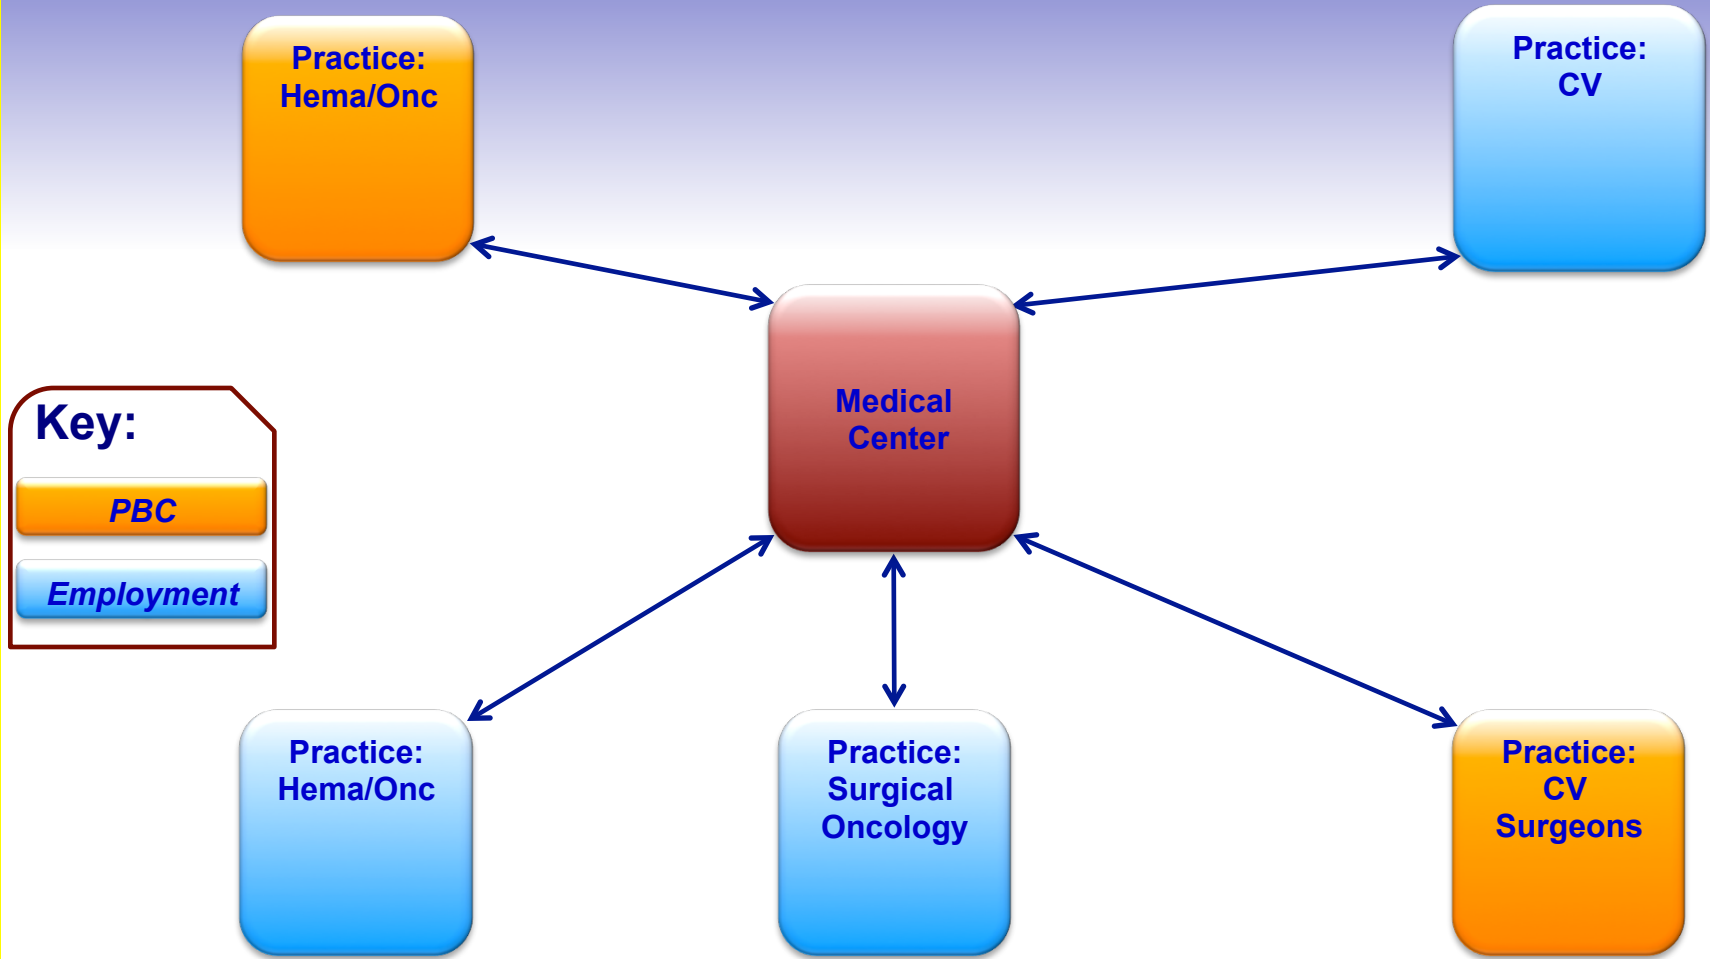 Practice:
Hema/Onc
Practice:
CV
Medical
Center
Key:
PBC
Employment
Practice:
Hema/Onc
Practice:
Surgical
Oncology
Practice:
CV
Surgeons